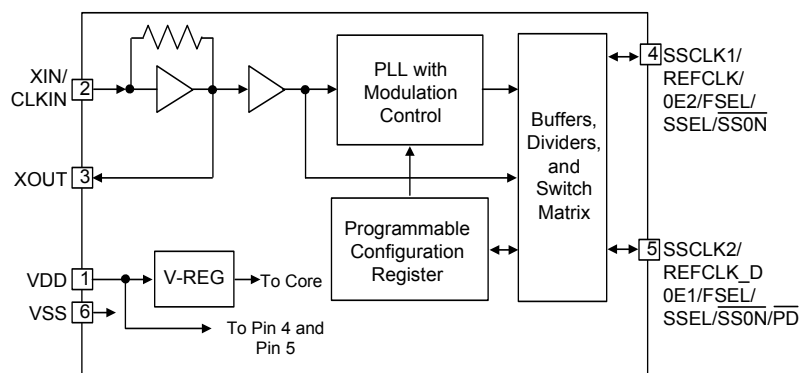 XIN/
CLKIN
2
XOUT
3
VDD
1
VSS
6
V-REG
To Core
To Pin 4 and
Pin 5
PLL with
Modulation
Control
Programmable
Configuration
Register
Buffers,
Dividers,
and
Switch
Matrix
4
SSCLK1/
REFCLK/
0E2/FSEL/
SSEL/SS0N
5
SSCLK2/
REFCLK_D
0E1/FSEL/
SSEL/SS0N/PD